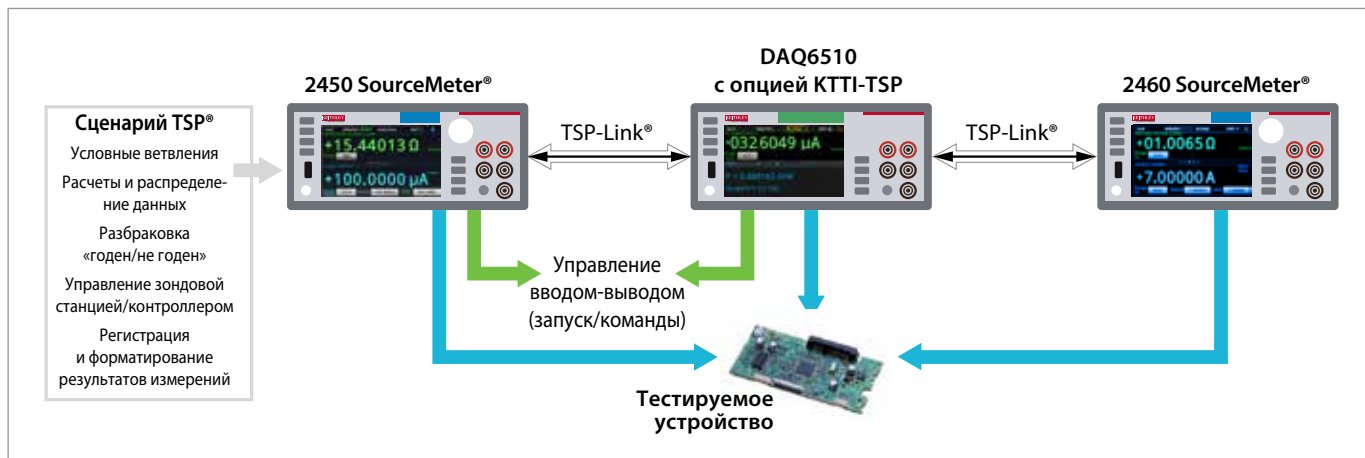 Сценарий TSP®
Условные ветвления
Расчеты и распределе-
ние данных
Разбраковка
«годен/не годен»
Управление зондовой
станцией/контроллером
Регистрация
и форматирование
результатов измерений
2450 SourceMeter®
+15.44013 Ω
+100.0000 µA
TSP-Link®
DAQ6510
с опцией KTTI-TSP
-0326049 µA
TSP-Link®
2460 SourceMeter®
+01.0065 Ω
+7.00000 A
Управление
вводом-выводом
(запуск/команды)
Тестируемое
устройство